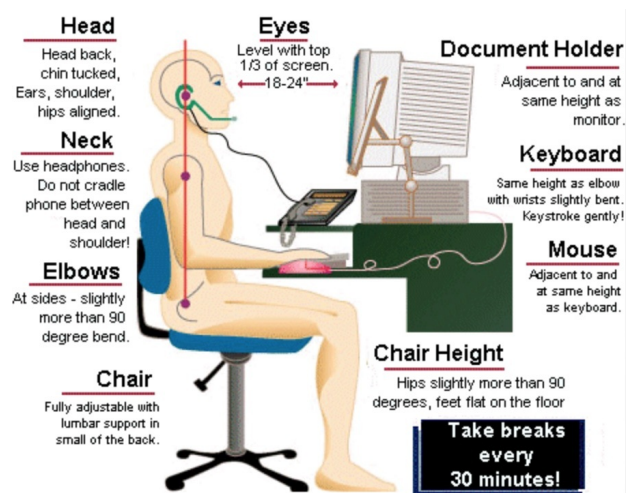 Head
Head back,
chin tucked,
Ears, shoulder,
hips aligned.
Neck
Use headphones.
Do not cradle
phone between
head and
shoulder!
Elbows
At sides - slightly
more than 90
degree bend.
Chair
Fully adjustable with
lumbar support in
small of the back.
Eyes
Level with top
1/3 of screen.
18-24"
Document Holder
Adjacent to and at
same height as
monitor.
Keyboard
Same height as elbow
with wrists slightly bent.
Keystroke gently!
Mouse
Adjacent to and
at same height
as keyboard.
Chair Height
Hips slightly more than 90
degrees, feet flat on the floor
Take breaks
every
30 minutes!